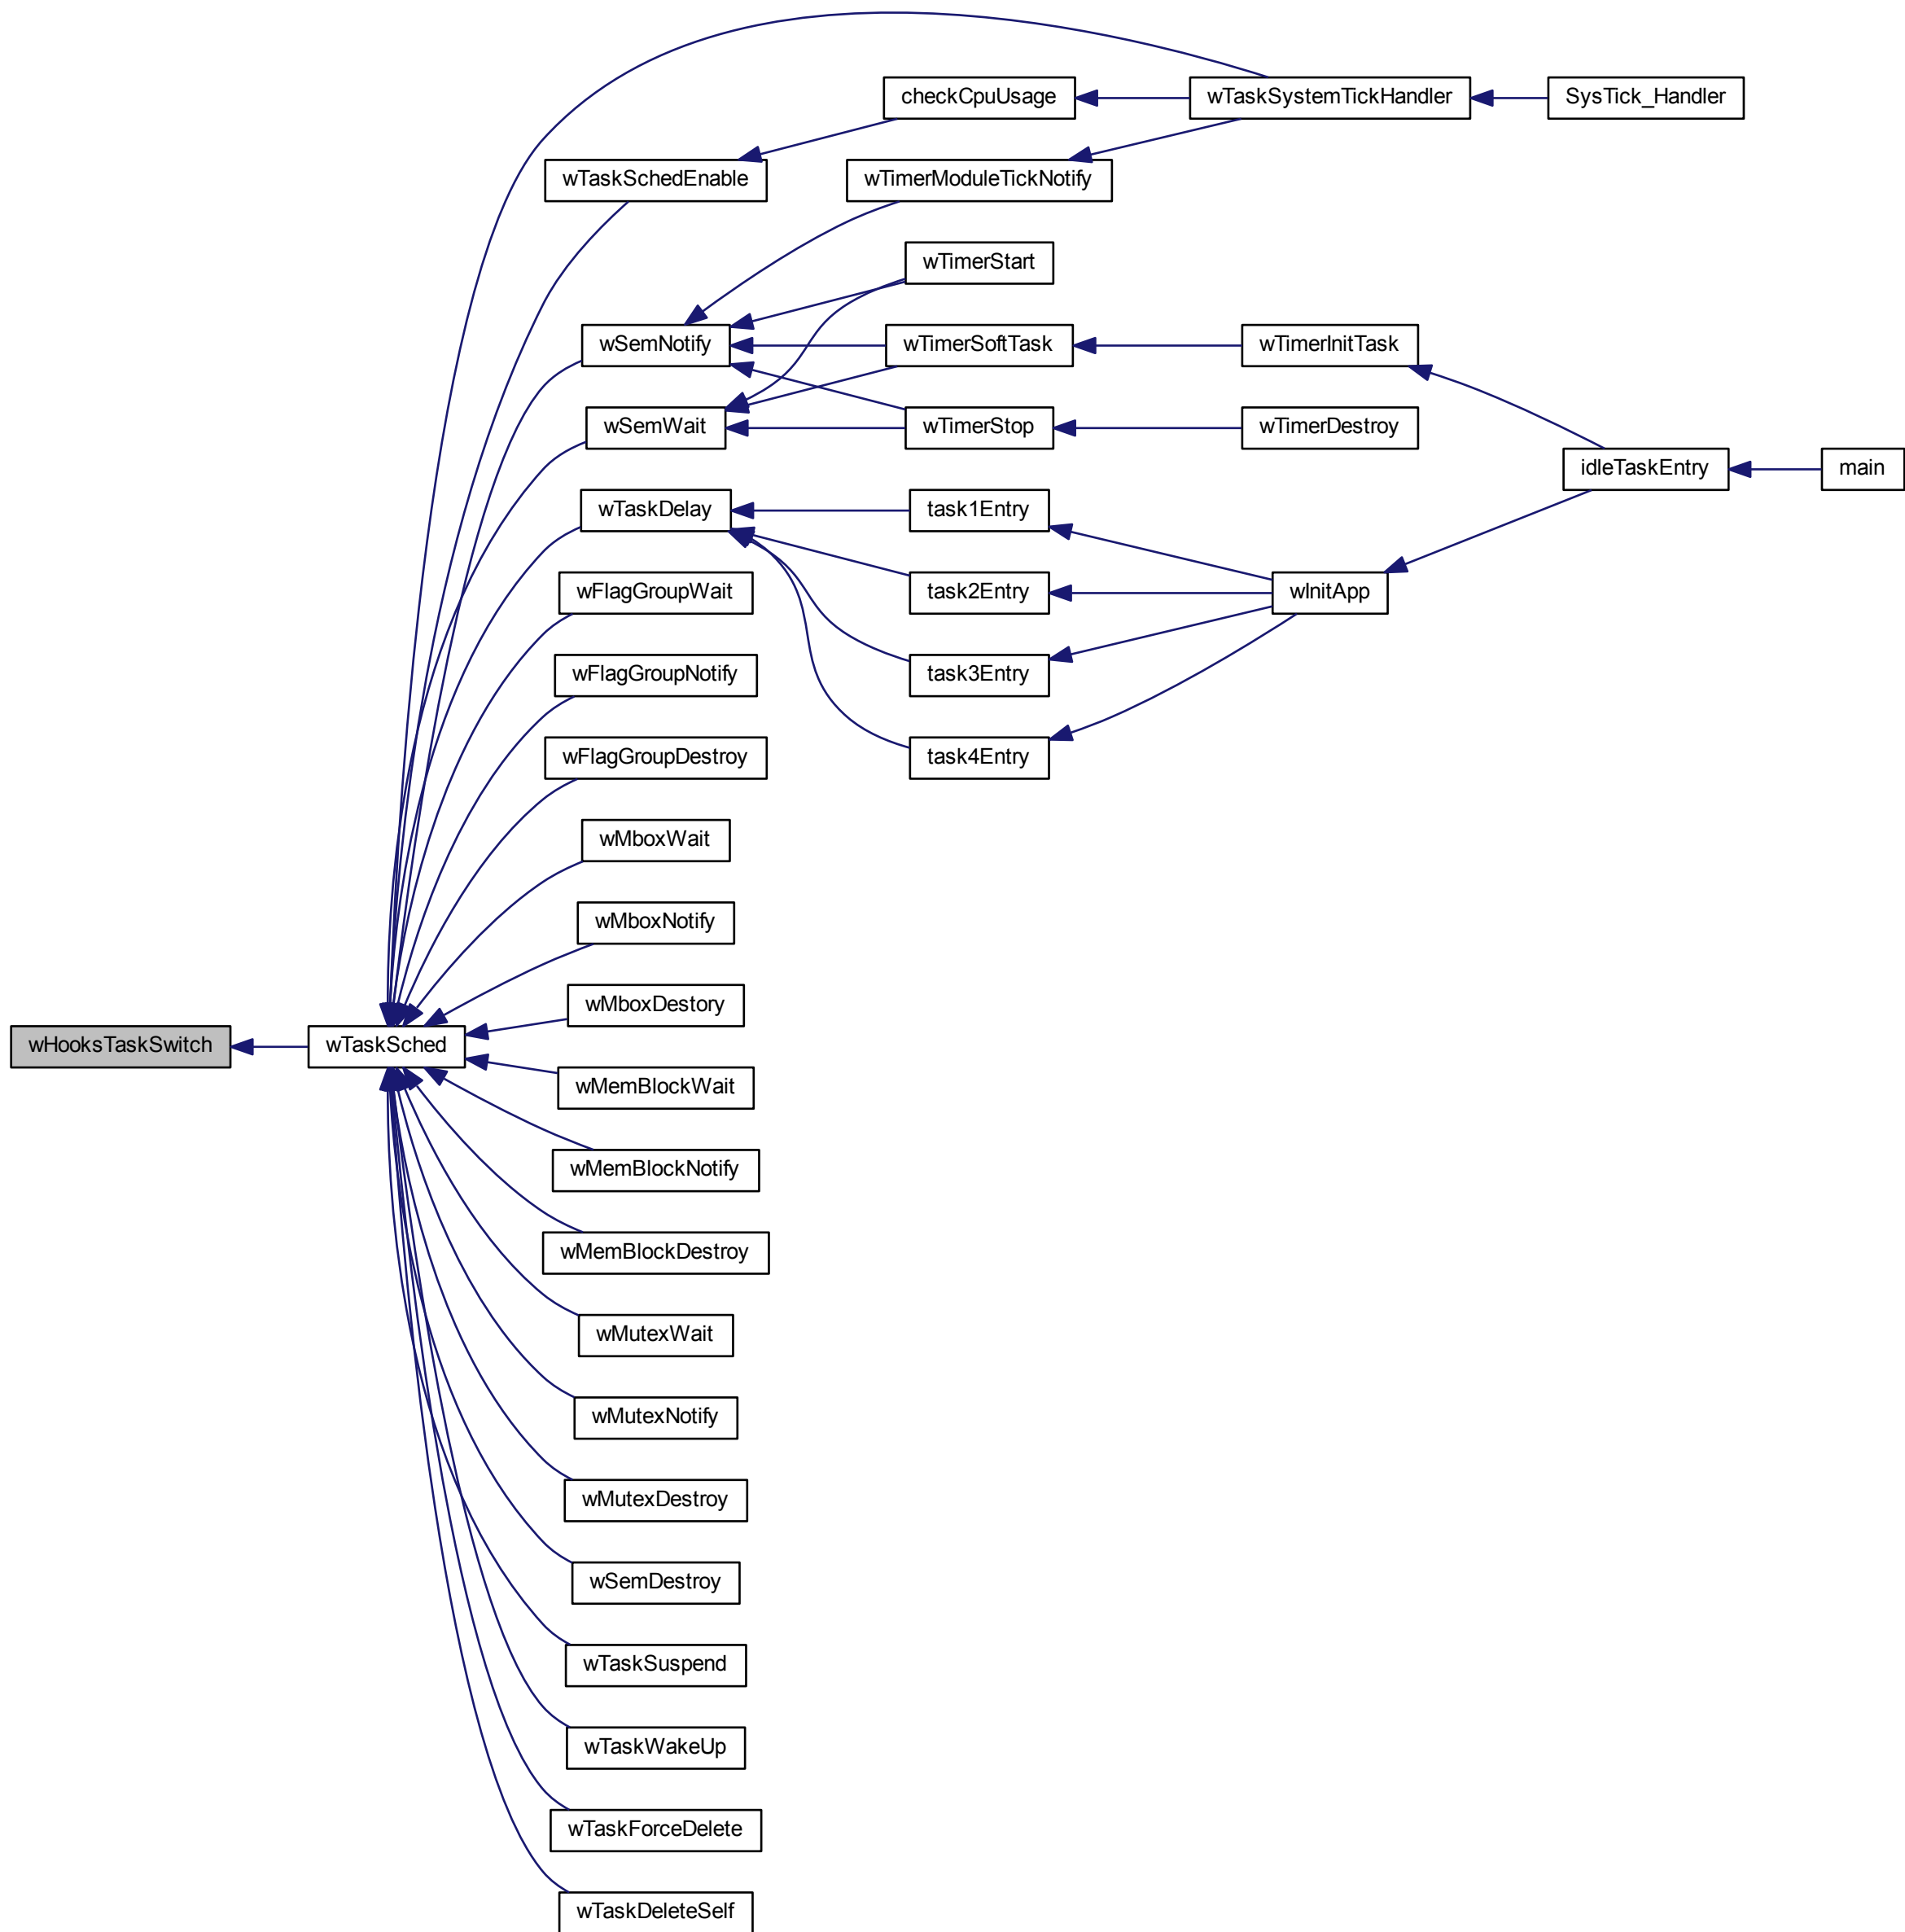 checkCpuUsage
wTaskSystemTickHandler
SysTick_Handler
wTaskSchedEnable
wTimerModuleTickNotify
wTimerStart
wSemNotify
wTimerSoftTask
wTimerInitTask
wSemWait
wTimerStop
wTimerDestroy
idleTaskEntry
main
wTaskDelay
task1Entry
wFlagGroupWait
task2Entry
wInitApp
wFlagGroupNotify
task3Entry
wFlagGroupDestroy
task4Entry
wMboxWait
wMboxNotify
wMboxDestory
wHooksTaskSwitch
wTaskSched
wMemBlockWait
wMemBlockNotify
wMemBlockDestroy
wMutexWait
wMutexNotify
wMutexDestroy
wSemDestroy
wTaskSuspend
wTaskWakeUp
wTaskForceDelete
wTaskDeleteSelf